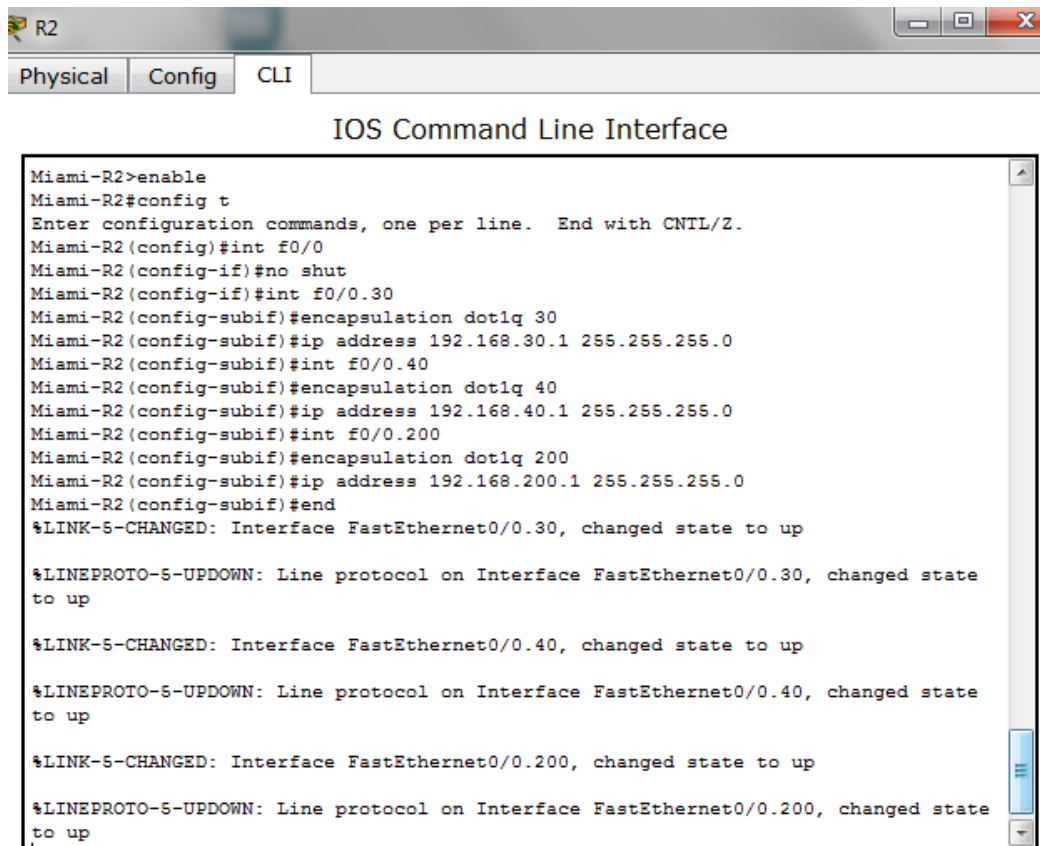 R2
Physical Config CLI
IOS Command Line Interface
Miami-R2>enable
Miami-R2#config t
Enter configuration commands, one per line.  End with CNTL/Z.
Miami-R2(config)#int f0/0
Miami-R2(config-if)#no shut
Miami-R2(config-if)#int f0/0.30
Miami-R2(config-subif)#encapsulation dot1q 30
Miami-R2(config-subif)#ip address 192.168.30.1 255.255.255.0
Miami-R2(config-subif)#int f0/0.40
Miami-R2(config-subif)#encapsulation dot1q 40
Miami-R2(config-subif)#ip address 192.168.40.1 255.255.255.0
Miami-R2(config-subif)#int f0/0.200
Miami-R2(config-subif)#encapsulation dot1q 200
Miami-R2(config-subif)#ip address 192.168.200.1 255.255.255.0
Miami-R2(config-subif)#end
%LINK-5-CHANGED: Interface FastEthernet0/0.30, changed state to up
%LINEPROTO-5-UPDOWN: Line protocol on Interface FastEthernet0/0.30, changed state
to up
%LINK-5-CHANGED: Interface FastEthernet0/0.40, changed state to up
%LINEPROTO-5-UPDOWN: Line protocol on Interface FastEthernet0/0.40, changed state
to up
%LINK-5-CHANGED: Interface FastEthernet0/0.200, changed state to up
%LINEPROTO-5-UPDOWN: Line protocol on Interface FastEthernet0/0.200, changed state
to up